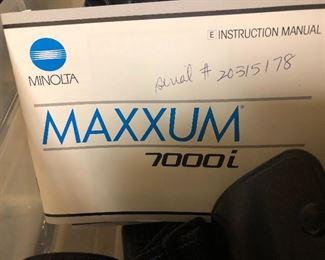 E INSTRUCTION MANUAL
MINOLTA
serial # 20315178
MAXXUM
7000i